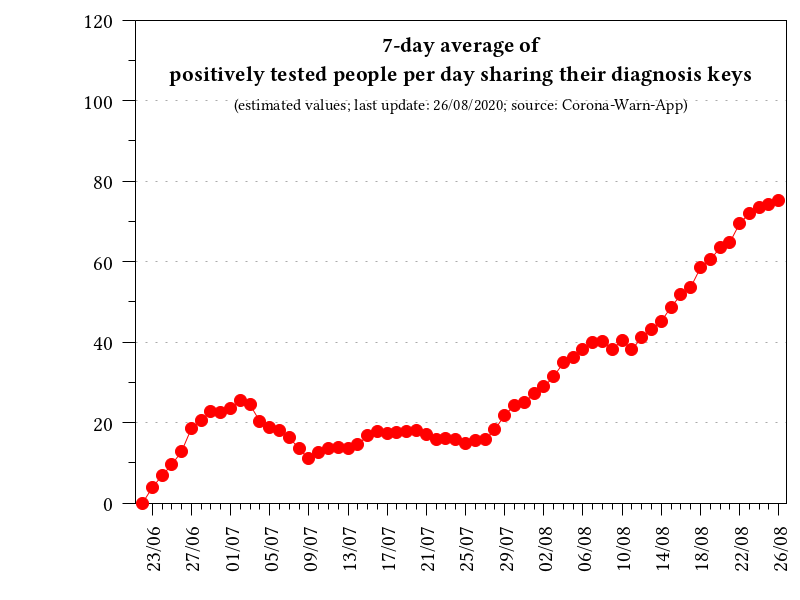 7-day average of
positively tested people per day sharing their diagnosis keys
(estimated values; last update: 26/08/2020; source: Corona-Warn-App)
120
100
80
60
40
20
0
23/06 27/06 01/07 05/07 09/07 13/07 17/07 21/07 25/07 29/07 02/08 06/08 10/08 14/08 18/08 22/08 26/08